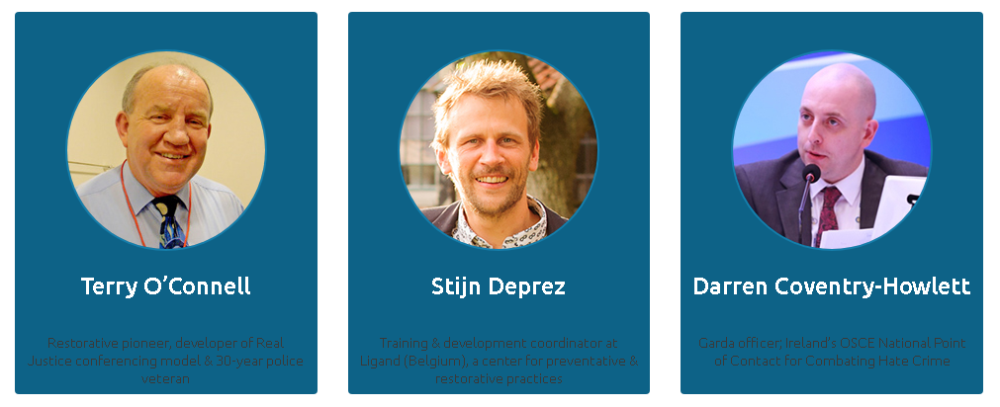 Terry O’Connell
Restorative pioneer, developer of Real
Justice conferencing model & 30-year police
veteran
Stijn Deprez
Training & development coordinator at
Ligand (Belgium), a center for preventative &
restorative practices
Darren Coventry-Howlett
Garda officer; Ireland’s OSCE National Point
of Contact for Combating Hate Crime